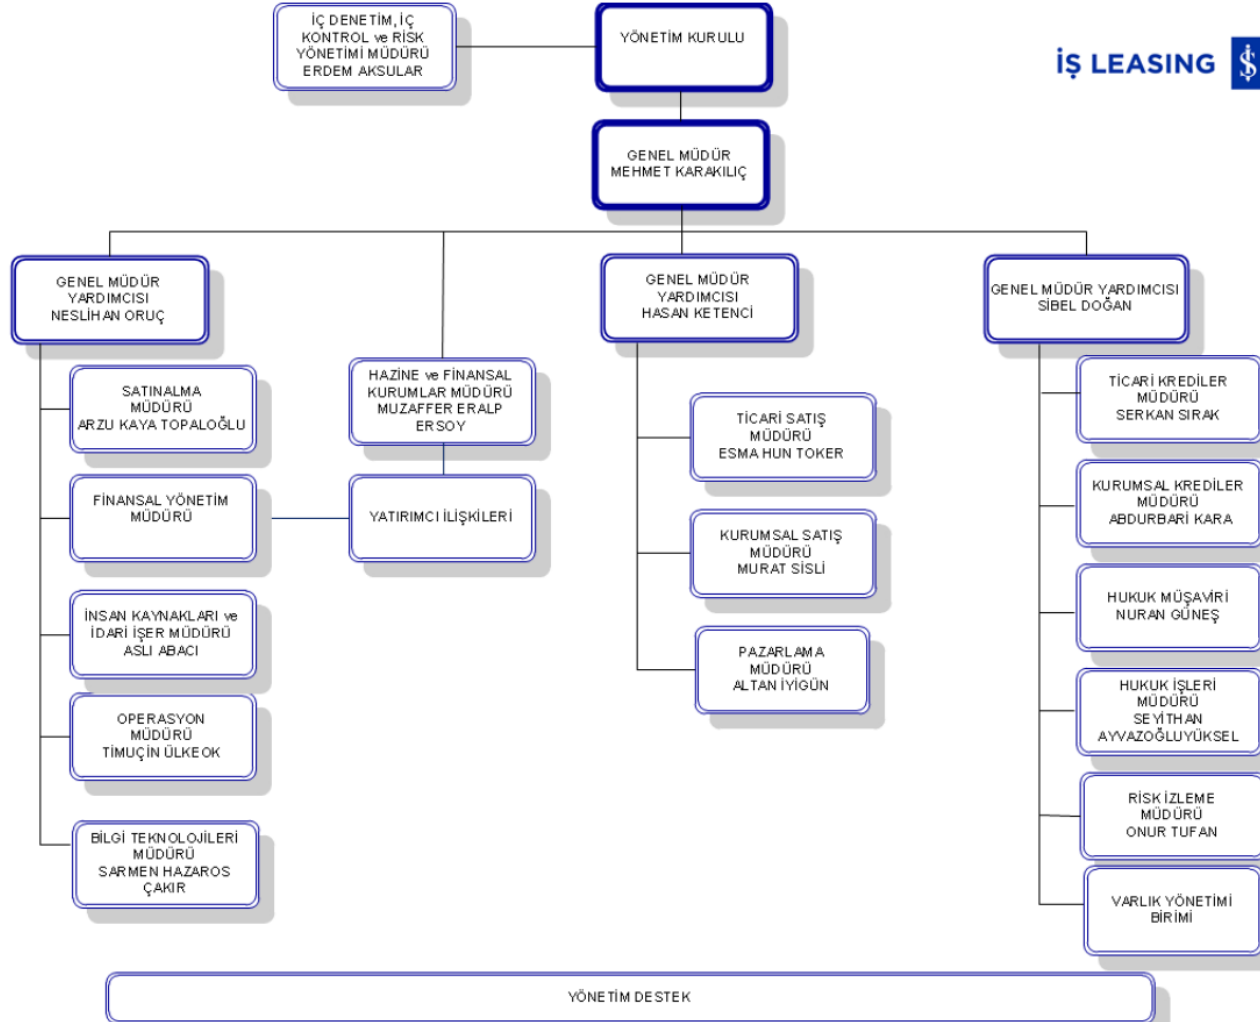 İÇ DENETİM, İÇ
KONTROL ve RİSK
YÖNETİMİ MÜDÜRÜ
ERDEM AKSULAR
YÖNETİM KURULU
İŞ LEASING
GENEL MÜDÜR
MEHMET KARAKILIÇ
GENEL MÜDÜR
YARDIMCISI
NESLİHAN ORUÇ
GENEL MÜDÜR
YARDIMCISI
HASAN KETENCİ
GENEL MÜDÜR YARDIMCISI
SİBEL DOĞAN
SATINALMA
MÜDÜRÜ
ARZU KAYA TOPALOĞLU
FİNANSAL YÖNETİM
MÜDÜRÜ
İNSAN KAYNAKLARI ve
İDARİ İŞER MÜDÜRÜ
ASLI ABACI
OPERASYON
MÜDÜRÜ
TİMUÇİN ÜLKEOK
BİLGİ TEKNOLOJİLERİ
MÜDÜRÜ
SARMEN HAZAROS
ÇAKIR
HAZİNE ve FİNANSAL
KURUMLAR MÜDÜRÜ
MUZAFFER ERALP
ERSOY
YATIRIMCI İLİŞKİLERİ
TİCARİ SATIŞ
MÜDÜRÜ
ESMA HUN TOKER
KURUMSAL SATIŞ
MÜDÜRÜ
MURAT SİSLİ
PAZARLAMA
MÜDÜRÜ
ALTAN İYİGÜN
TİCARİ KREDİLER
MÜDÜRÜ
SERKAN SIRAK
KURUMSAL KREDİLER
MÜDÜRÜ
ABDURBARİ KARA
HUKUK MÜŞAVİRİ
NURAN GÜNEŞ
HUKUK İŞLERİ
MÜDÜRÜ
SEYİTHAN
AYVAZOĞLUYÜKSEL
RİSK İZLEME
MÜDÜRÜ
ONUR TUFAN
VARLIK YÖNETİMİ
BİRİMİ
YÖNETİM DESTEK